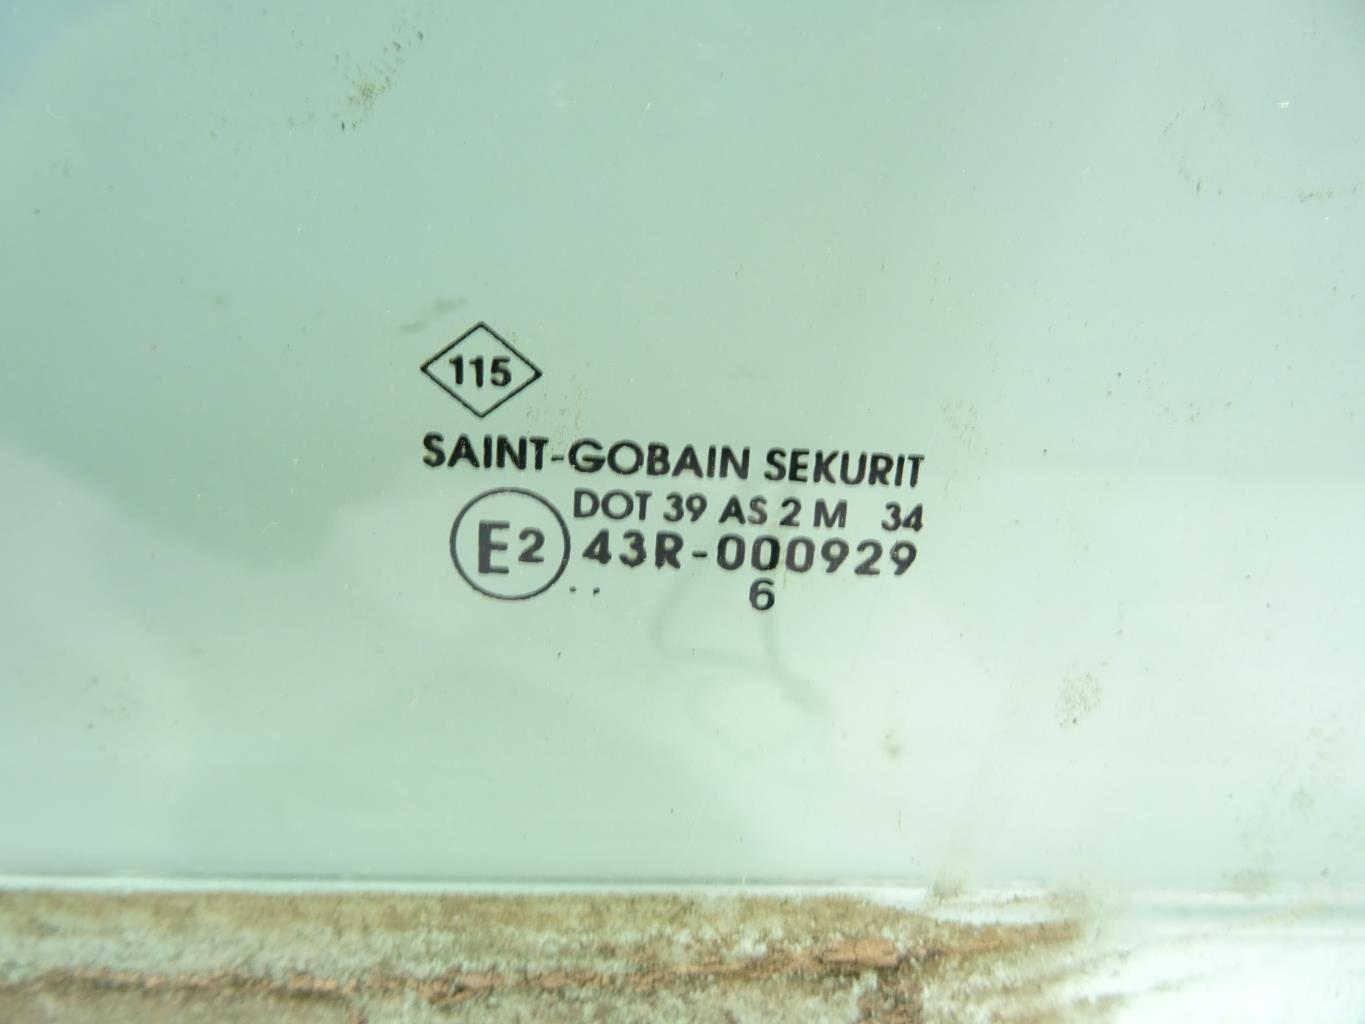 115
SAINT-GOBAIN SEKURIT
DOT 39 AS 2 M 34
E2 43R-000929
. .
6